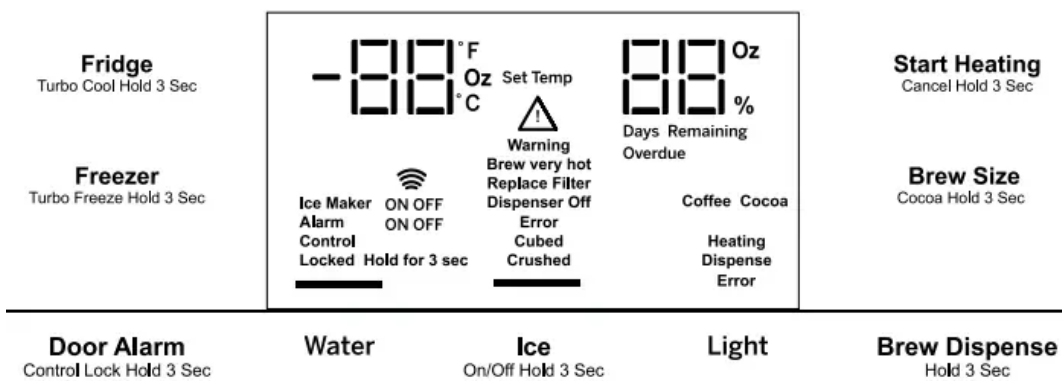 Fridge
Turbo Cool Hold 3 Sec
Freezer
Turbo Freeze Hold 3 Sec
-88 °F Oz °C
Set Temp
!
Warning
Brew very hot
Replace Filter
Dispenser Off
Error
Cubed
Crushed
Ice Maker ON OFF
Alarm ON OFF
Control
Locked Hold for 3 sec
88 Oz %
Days Remaining
Overdue
Coffee Cocoa
Heating
Dispense
Error
Start Heating
Cancel Hold 3 Sec
Brew Size
Cocoa Hold 3 Sec
Door Alarm
Control Lock Hold 3 Sec
Water
Ice
On/Off Hold 3 Sec
Light
Brew Dispense
Hold 3 Sec